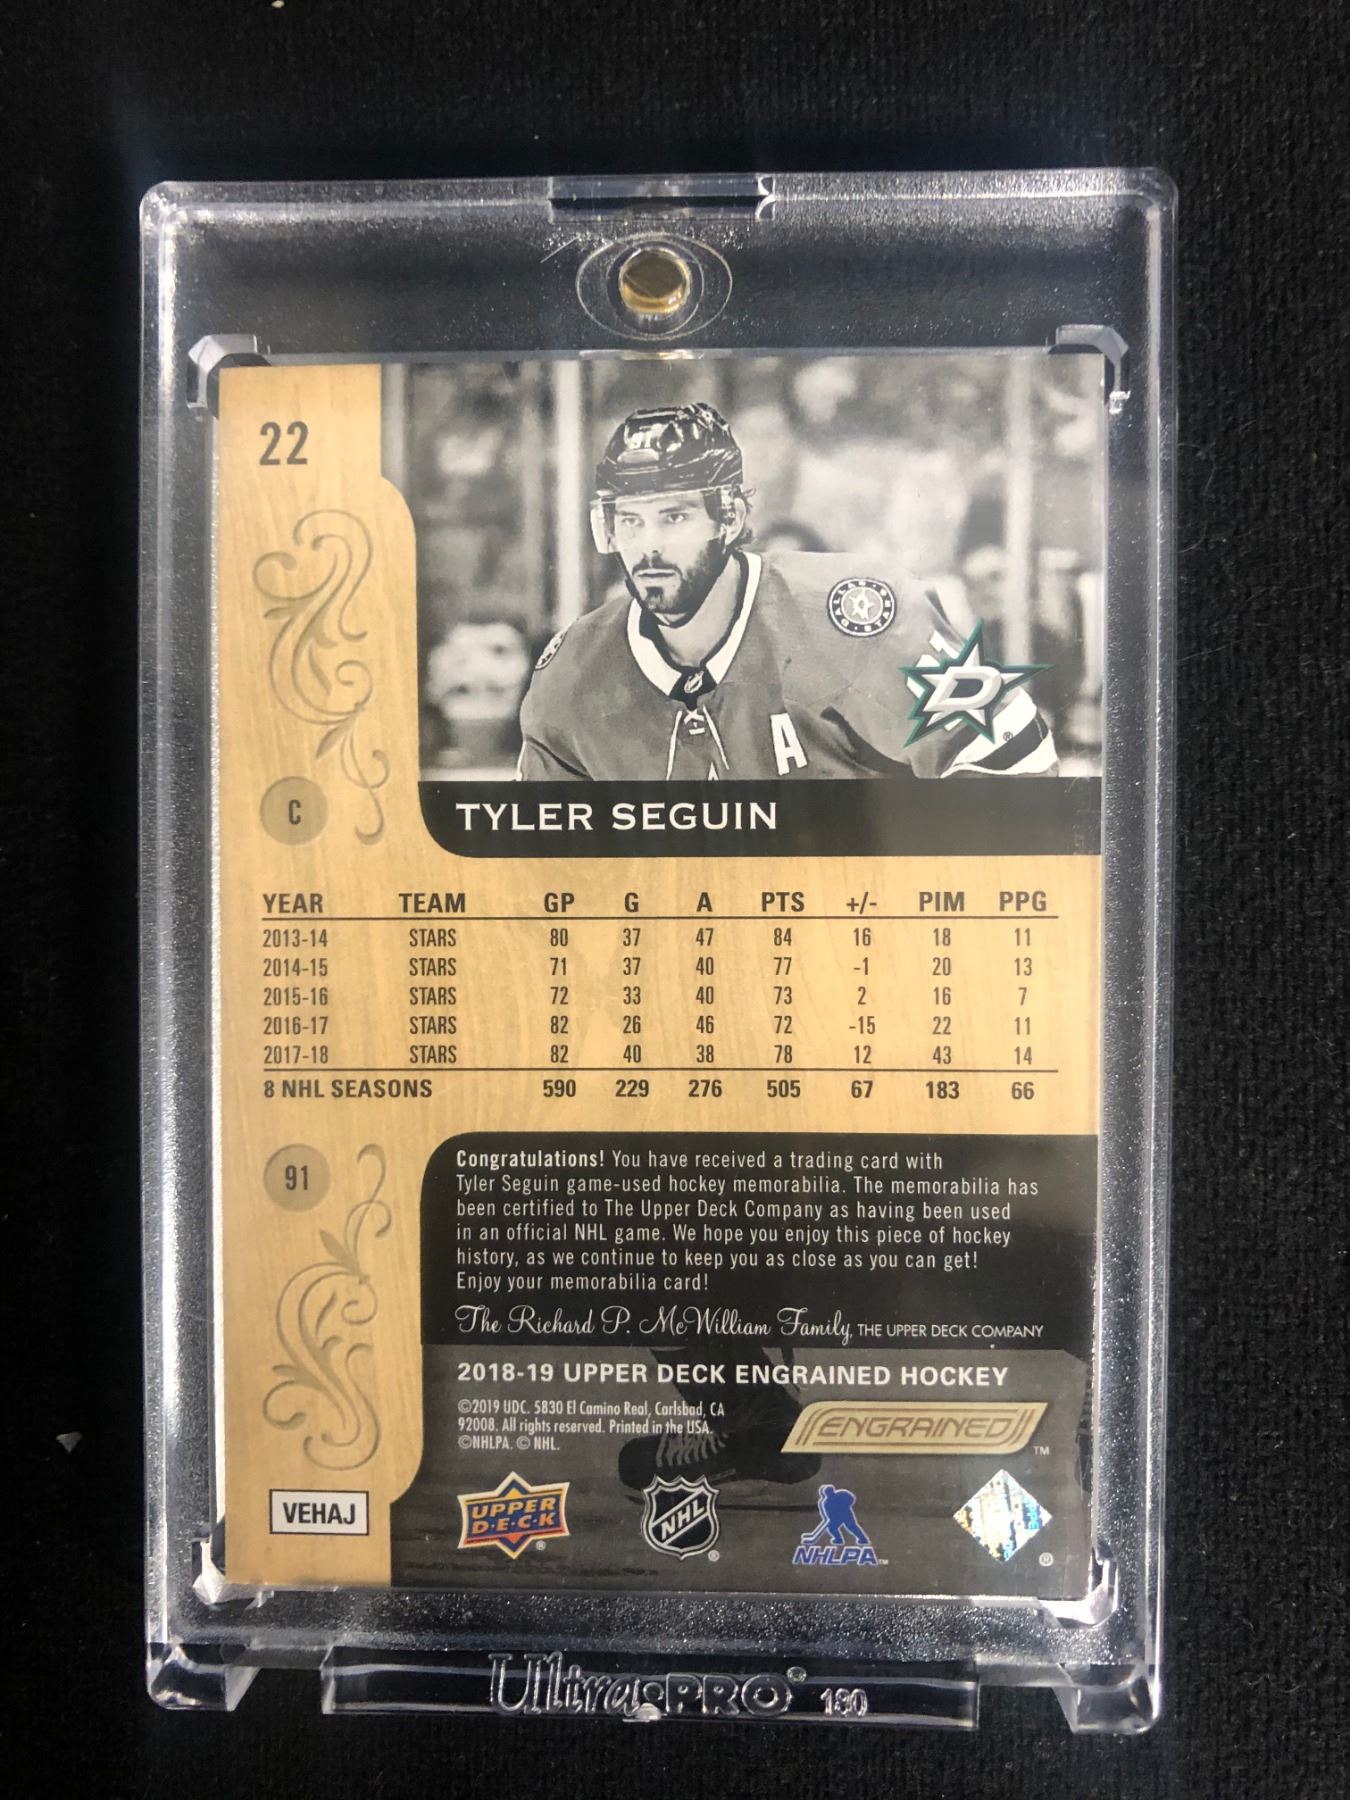 22
91
DALLAS STARS
D
A
C
TYLER SEGUIN
YEAR TEAM GP G A PTS +/- PIM PPG
2013-14 STARS 80 37 47 84 16 18 11
2014-15 STARS 71 37 40 77 -1 20 13
2015-16 STARS 72 33 40 73 2 16 7
2016-17 STARS 82 26 46 72 -15 22 11
2017-18 STARS 82 40 38 78 12 43 14
8 NHL SEASONS 590 229 276 505 67 183 66
91
Congratulations! You have received a trading card with
Tyler Seguin game-used hockey memorabilia. The memorabilia has
been certified to The Upper Deck Company as having been used
in an official NHL game. We hope you enjoy this piece of hockey
history, as we continue to keep you as close as you can get!
Enjoy your memorabilia card!
The Richard P. McWilliam Family, THE UPPER DECK COMPANY
2018-19 UPPER DECK ENGRAINED HOCKEY
©2019 UDC. 5830 El Camino Real, Carlsbad, CA
92008. All rights reserved. Printed in the USA.
©NHLPA. © NHL.
ENGRAINED™
VEHAJ
UPPER
D·E·C·K®
NHL®
NHLPA™
®
Ultra·PRO® 180